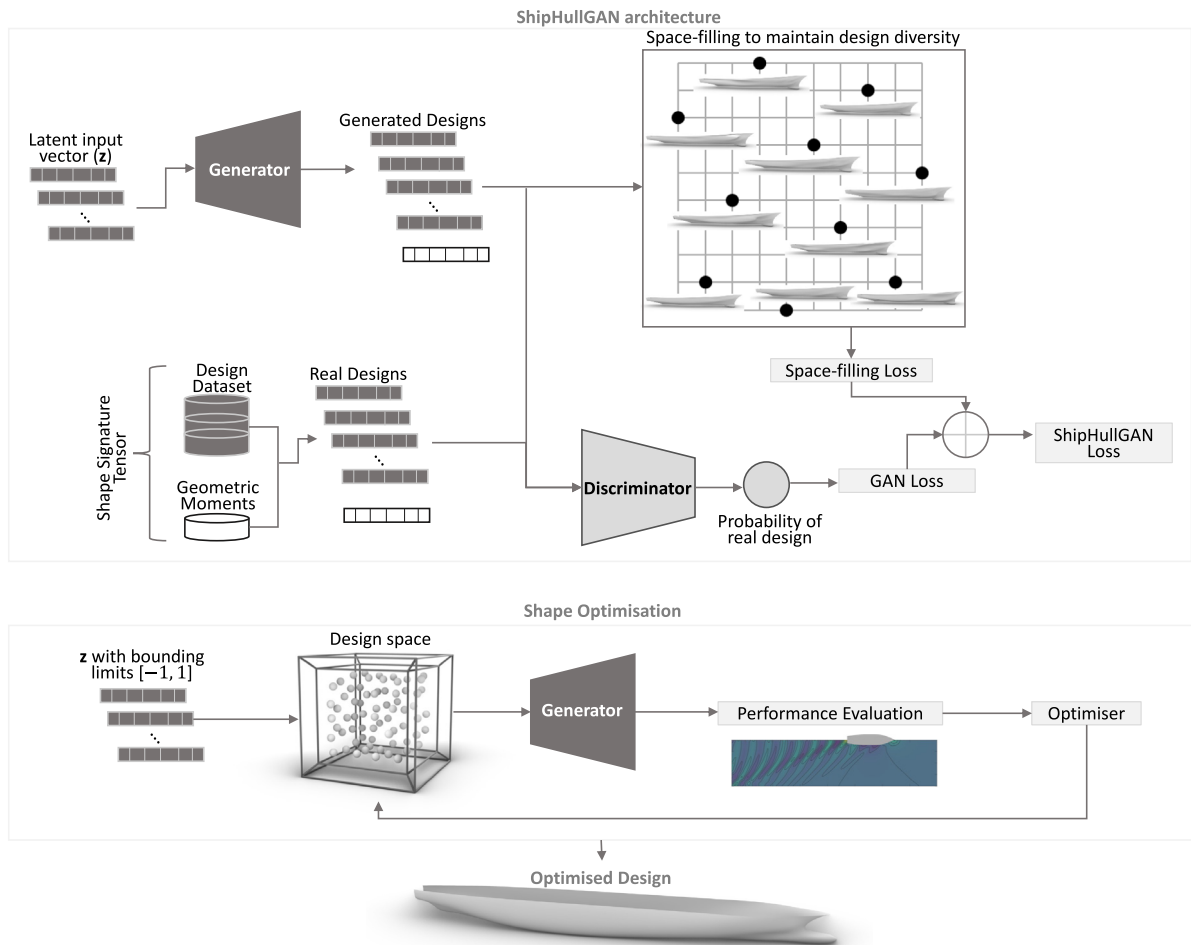 ShipHullGAN architecture
Space-filling to maintain design diversity
Latent input
vector (z)
Generator
Generated Designs
Space-filling Loss
Shape Signature
Tensor
Design
Dataset
Geometric
Moments
Real Designs
Discriminator
Probability of
real design
GAN Loss
ShipHullGAN
Loss
Shape Optimisation
z with bounding
limits [−1, 1]
Design space
Generator
Performance Evaluation
Optimiser
Optimised Design